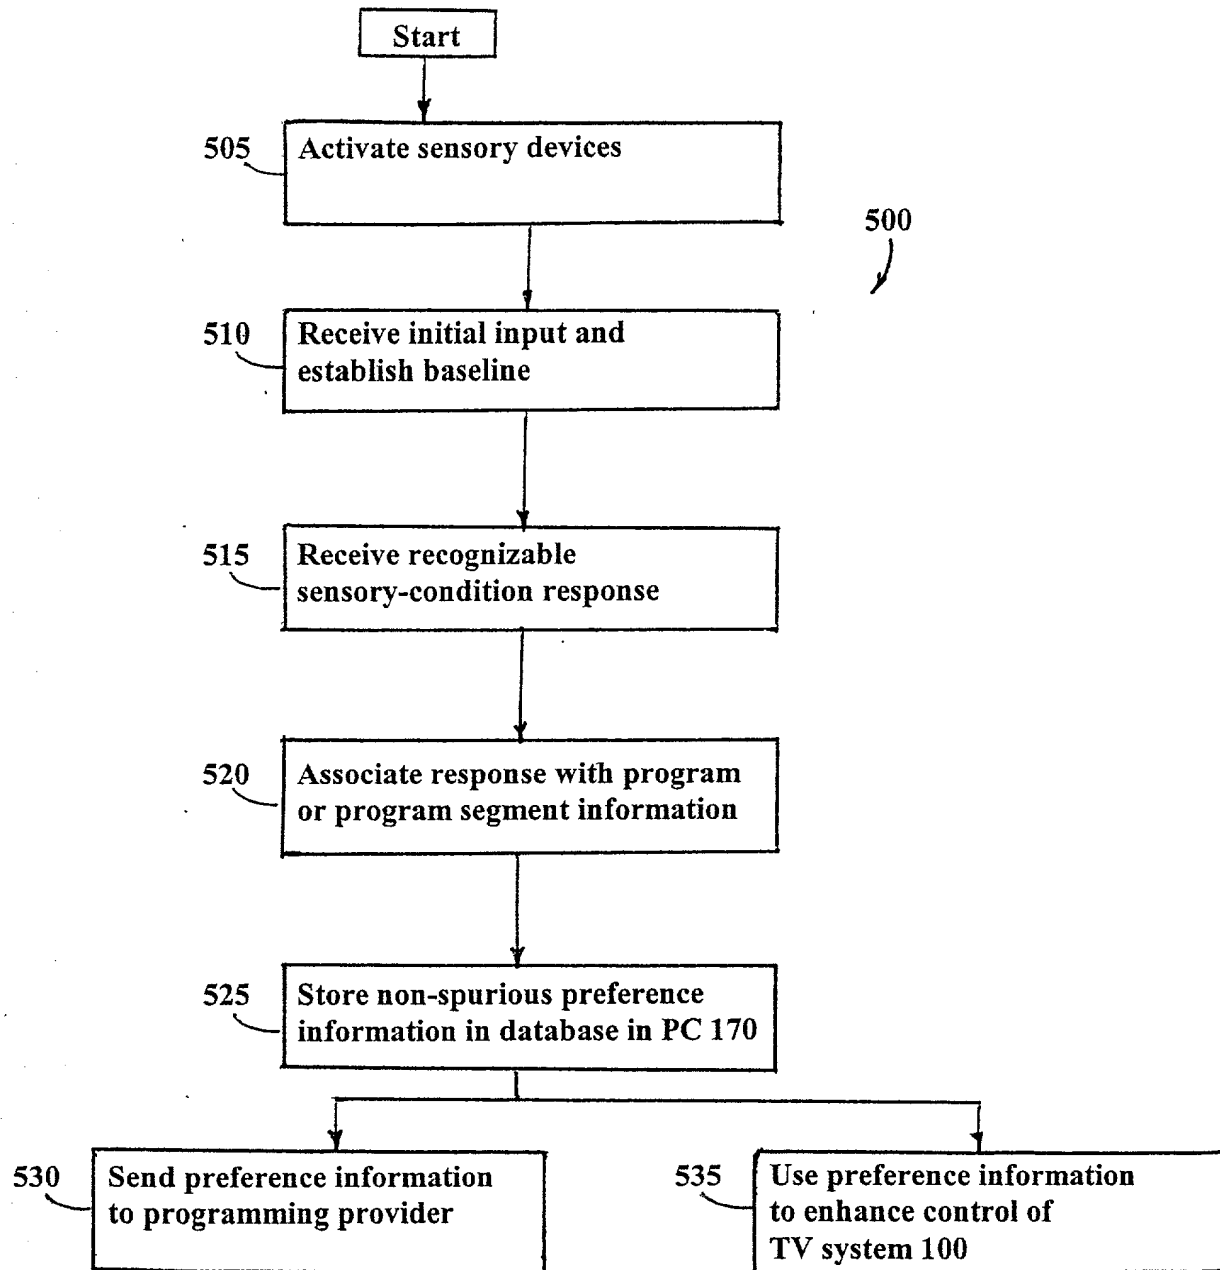 Start
505
Activate sensory devices
500
510
Receive initial input and
establish baseline
515
Receive recognizable
sensory-condition response
520
Associate response with program
or program segment information
525
Store non-spurious preference
information in database in PC 170
530
Send preference information
to programming provider
535
Use preference information
to enhance control of
TV system 100